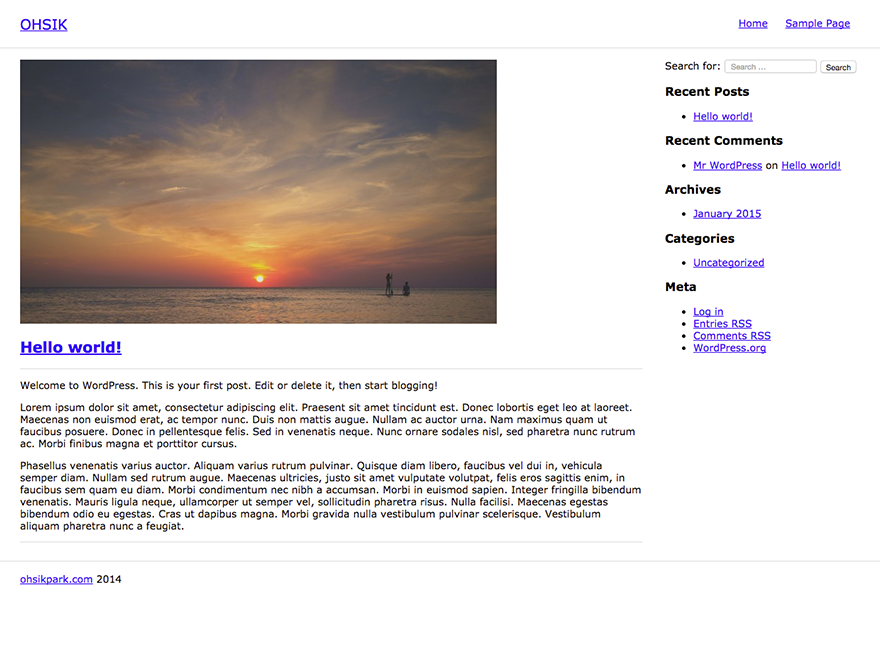 OHSIK
Home Sample Page
Search for: Search ... Search
Recent Posts
Hello world!
Recent Comments
Mr WordPress on Hello world!
Archives
January 2015
Categories
Uncategorized
Meta
Log in
Entries RSS
Comments RSS
WordPress.org
Hello world!
Welcome to WordPress. This is your first post. Edit or delete it, then start blogging!
Lorem ipsum dolor sit amet, consectetur adipiscing elit. Praesent sit amet tincidunt est. Donec lobortis eget leo at laoreet.
Maecenas non euismod erat, ac tempor nunc. Duis non mattis augue. Nullam ac auctor urna. Nam maximus quam ut
faucibus posuere. Donec in pellentesque felis. Sed in venenatis neque. Nunc ornare sodales nisl, sed pharetra nunc rutrum
ac. Morbi finibus magna et porttitor cursus.
Phasellus venenatis varius auctor. Aliquam varius rutrum pulvinar. Quisque diam libero, faucibus vel dui in, vehicula
semper diam. Nullam sed rutrum augue. Maecenas ultricies, justo sit amet vulputate volutpat, felis eros sagittis enim, in
faucibus sem quam eu diam. Morbi condimentum nec nibh a accumsan. Morbi in euismod sapien. Integer fringilla bibendum
venenatis. Mauris ligula neque, ullamcorper ut semper vel, sollicitudin pharetra risus. Nulla facilisi. Maecenas egestas
bibendum odio eu egestas. Cras ut dapibus magna. Morbi gravida nulla vestibulum pulvinar scelerisque. Vestibulum
aliquam pharetra nunc a feugiat.
ohsikpark.com 2014